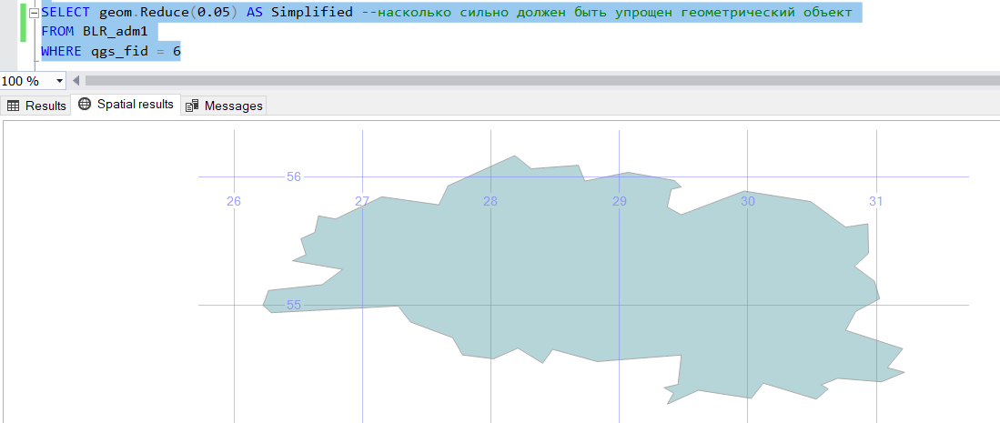 SELECT geom.Reduce(0.05) AS Simplified --насколько сильно должен быть упрощен геометрический объект
FROM BLR_adm1
WHERE qgs_fid = 6
100 %
Results Spatial results Messages
56
26 27 28 29 30 31
55